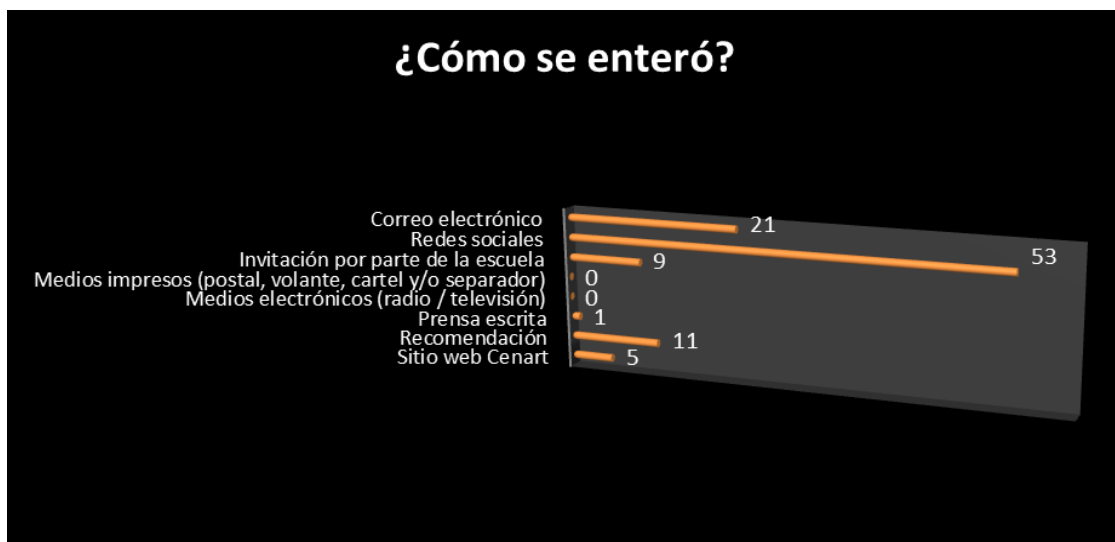 ¿Cómo se enteró?
Correo electrónico 21
Redes sociales 53
Invitación por parte de la escuela 9
Medios impresos (postal, volante, cartel y/o separador) 0
Medios electrónicos (radio / televisión) 0
Prensa escrita 1
Recomendación 11
Sitio web Cenart 5